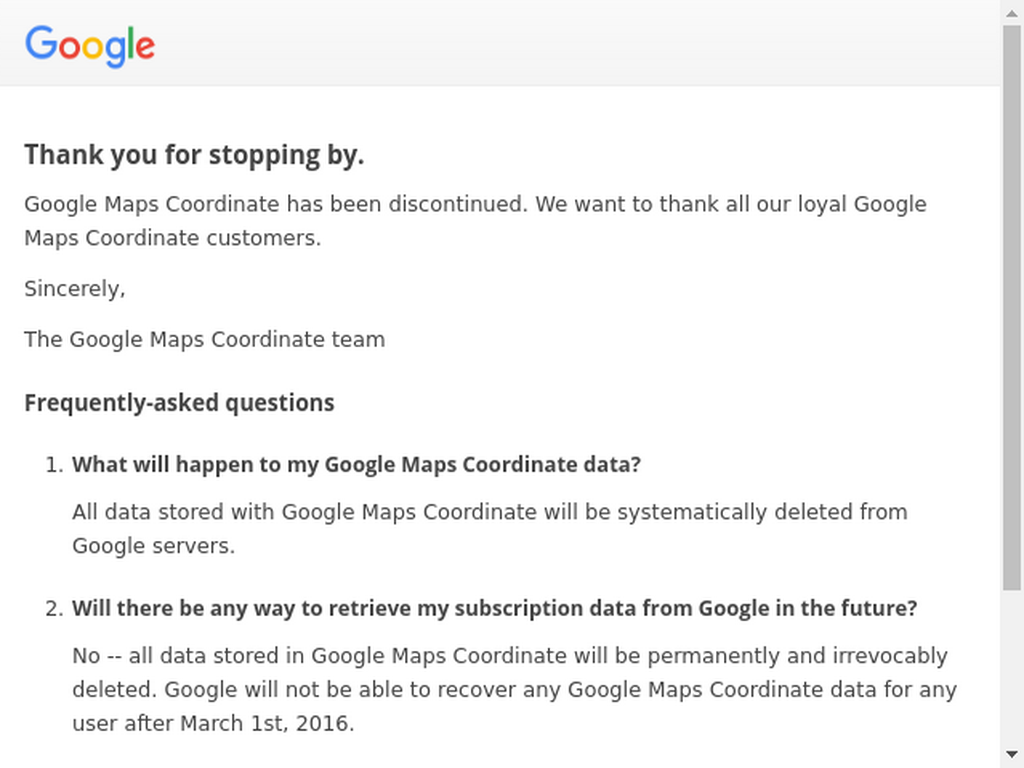 Google
Thank you for stopping by.
Google Maps Coordinate has been discontinued. We want to thank all our loyal Google
Maps Coordinate customers.
Sincerely,
The Google Maps Coordinate team
Frequently-asked questions
1. What will happen to my Google Maps Coordinate data?
All data stored with Google Maps Coordinate will be systematically deleted from
Google servers.
2. Will there be any way to retrieve my subscription data from Google in the future?
No -- all data stored in Google Maps Coordinate will be permanently and irrevocably
deleted. Google will not be able to recover any Google Maps Coordinate data for any
user after March 1st, 2016.